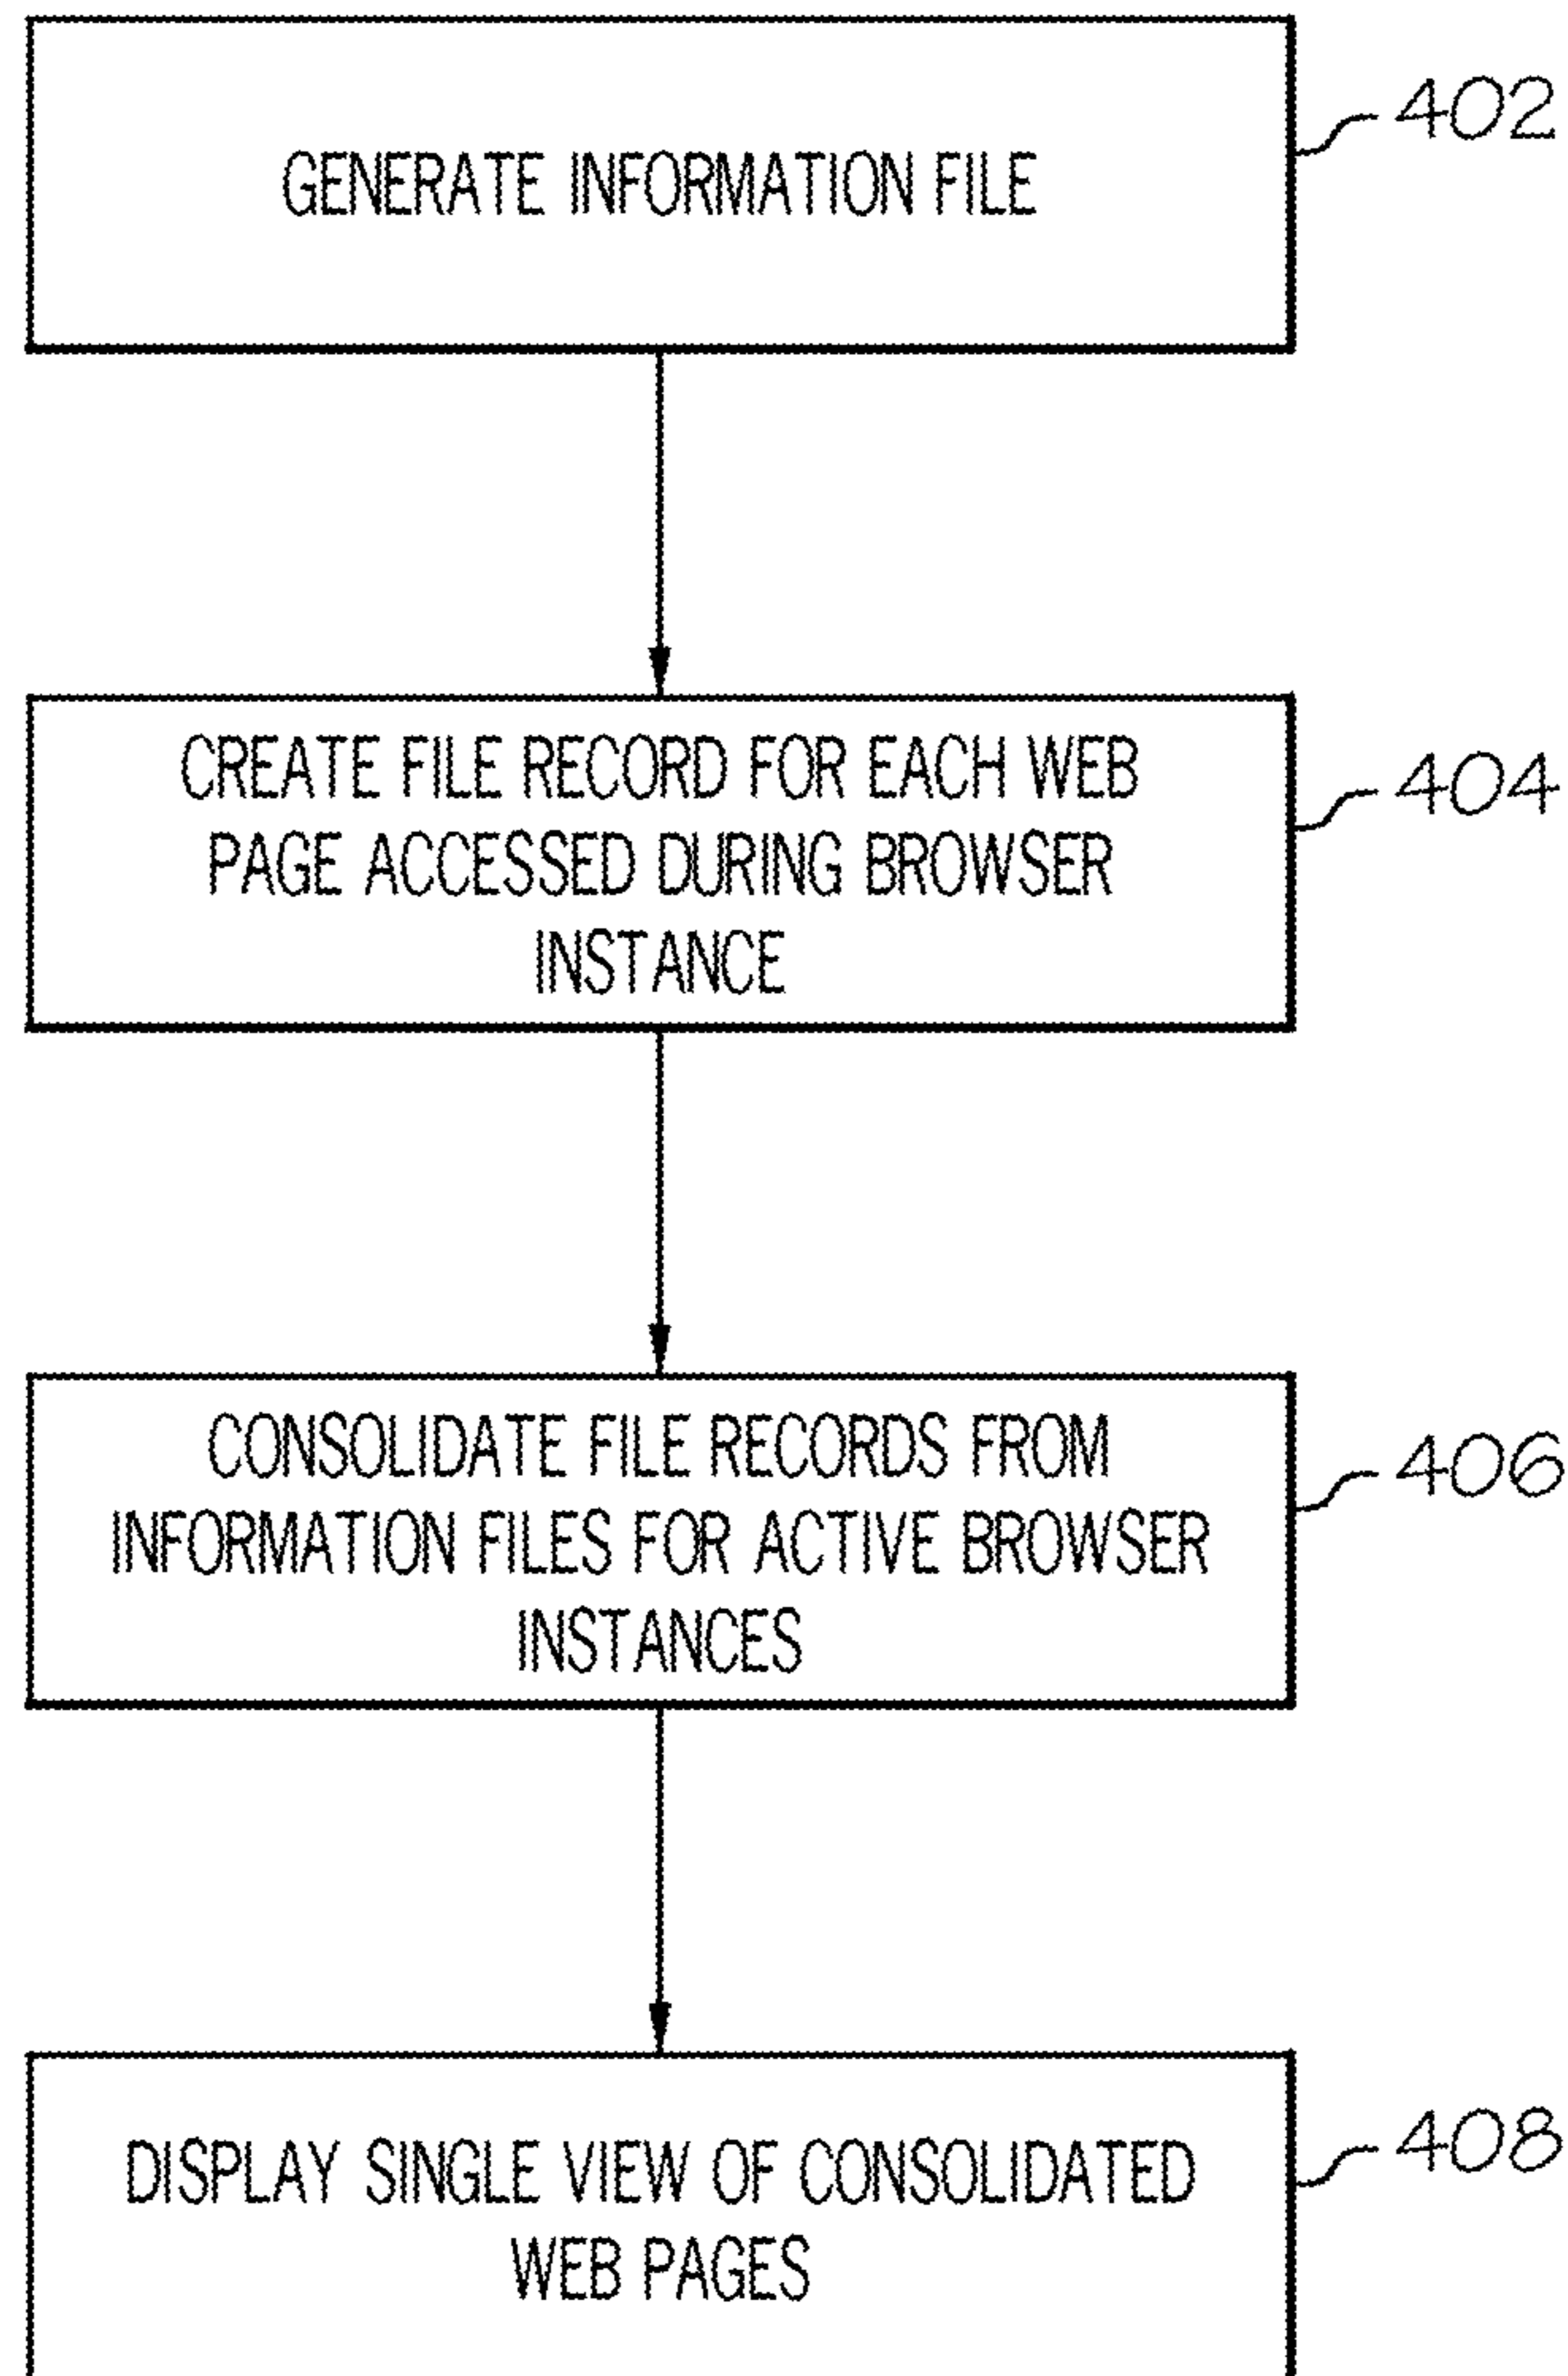 GENERATE INFORMATION FILE
402
CREATE FILE RECORD FOR EACH WEB
PAGE ACCESSED DURING BROWSER
INSTANCE
404
CONSOLIDATE FILE RECORDS FROM
INFORMATION FILES FOR ACTIVE BROWSER
INSTANCES
406
DISPLAY SINGLE VIEW OF CONSOLIDATED
WEB PAGES
408